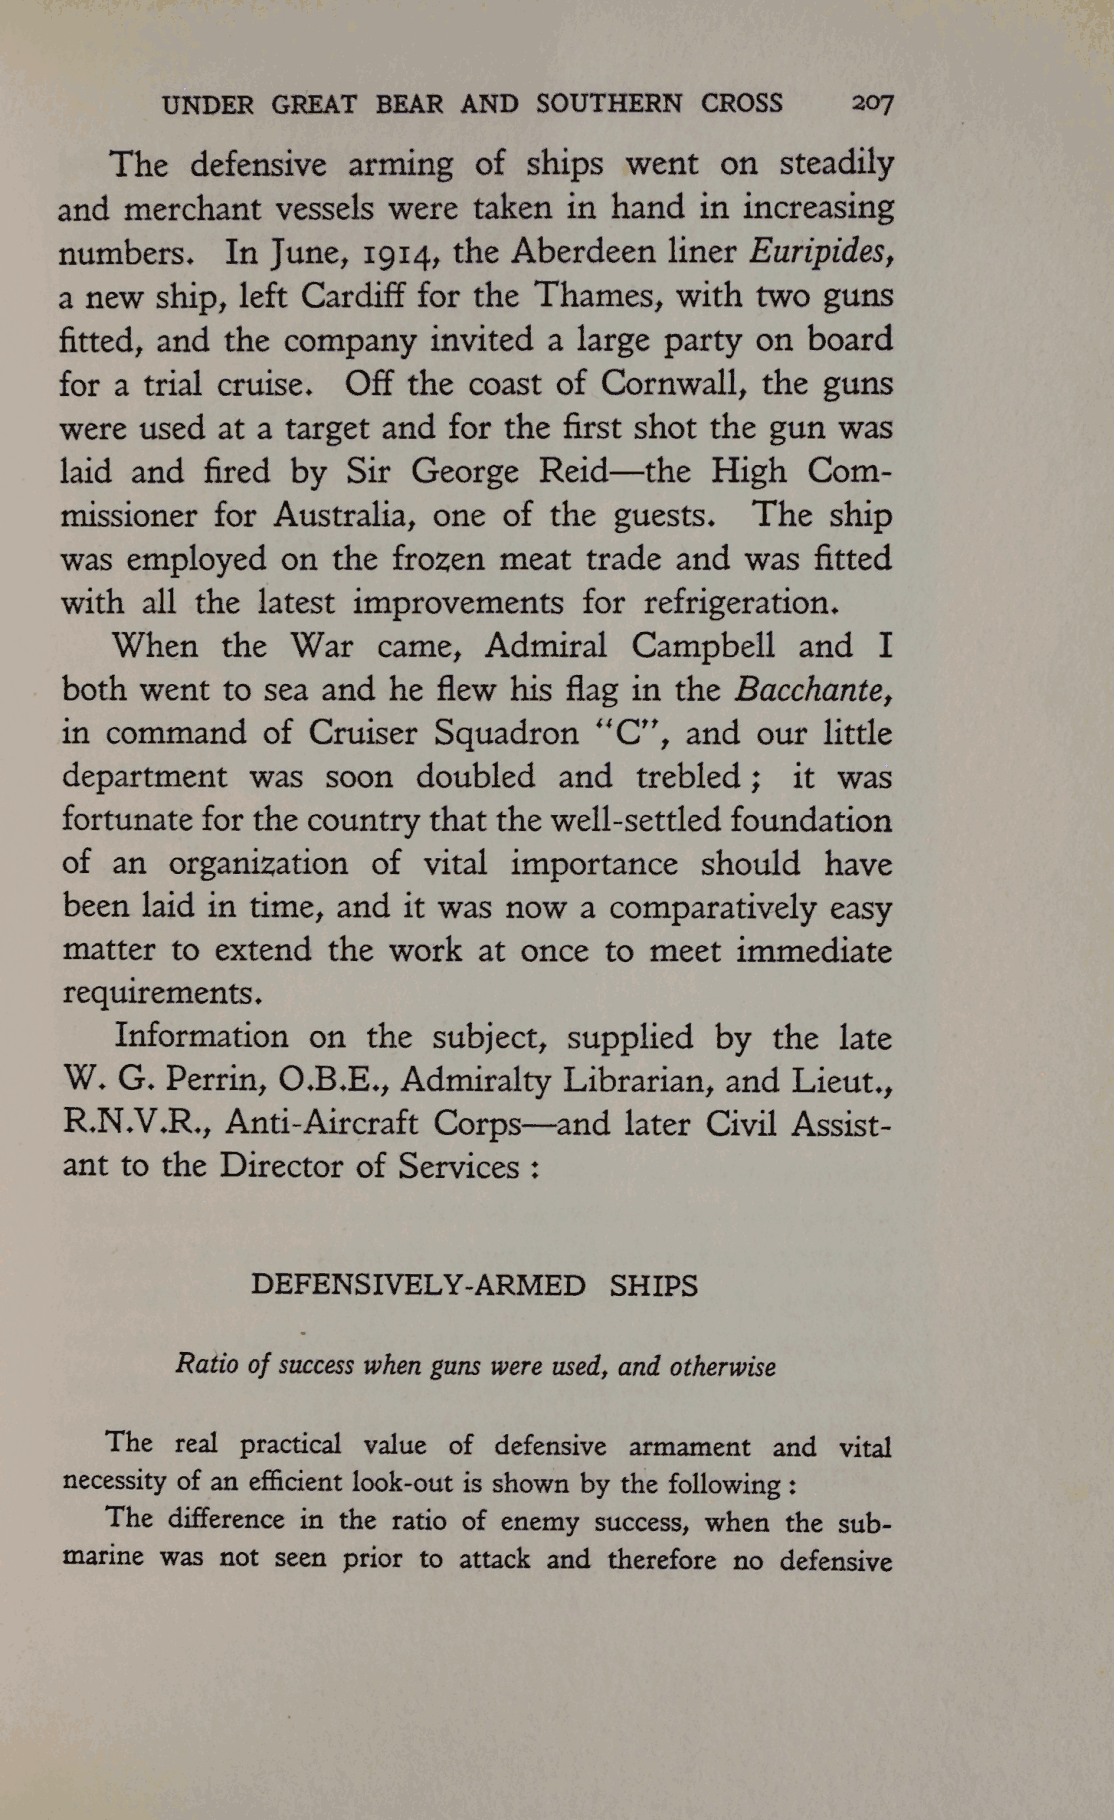 UNDER GREAT BEAR AND SOUTHERN CROSS 207
The defensive arming of ships went on steadily
and merchant vessels were taken in hand in increasing
numbers. In June, 1914, the Aberdeen liner Euripides,
a new ship, left Cardiff for the Thames, with two guns
fitted, and the company invited a large party on board
for a trial cruise. Off the coast of Cornwall, the guns
were used at a target and for the first shot the gun was
laid and fired by Sir George Reid—the High Com-
missioner for Australia, one of the guests. The ship
was employed on the frozen meat trade and was fitted
with all the latest improvements for refrigeration.
When the War came, Admiral Campbell and I
both went to sea and he flew his flag in the Bacchante,
in command of Cruiser Squadron "C", and our little
department was soon doubled and trebled ; it was
fortunate for the country that the well-settled foundation
of an organization of vital importance should have
been laid in time, and it was now a comparatively easy
matter to extend the work at once to meet immediate
requirements.
Information on the subject, supplied by the late
W. G. Perrin, O.B.E., Admiralty Librarian, and Lieut.,
R.N.V.R., Anti-Aircraft Corps—and later Civil Assist-
ant to the Director of Services :
DEFENSIVELY-ARMED SHIPS
Ratio of success when guns were used, and otherwise
The real practical value of defensive armament and vital
necessity of an efficient look-out is shown by the following :
The difference in the ratio of enemy success, when the sub-
marine was not seen prior to attack and therefore no defensive